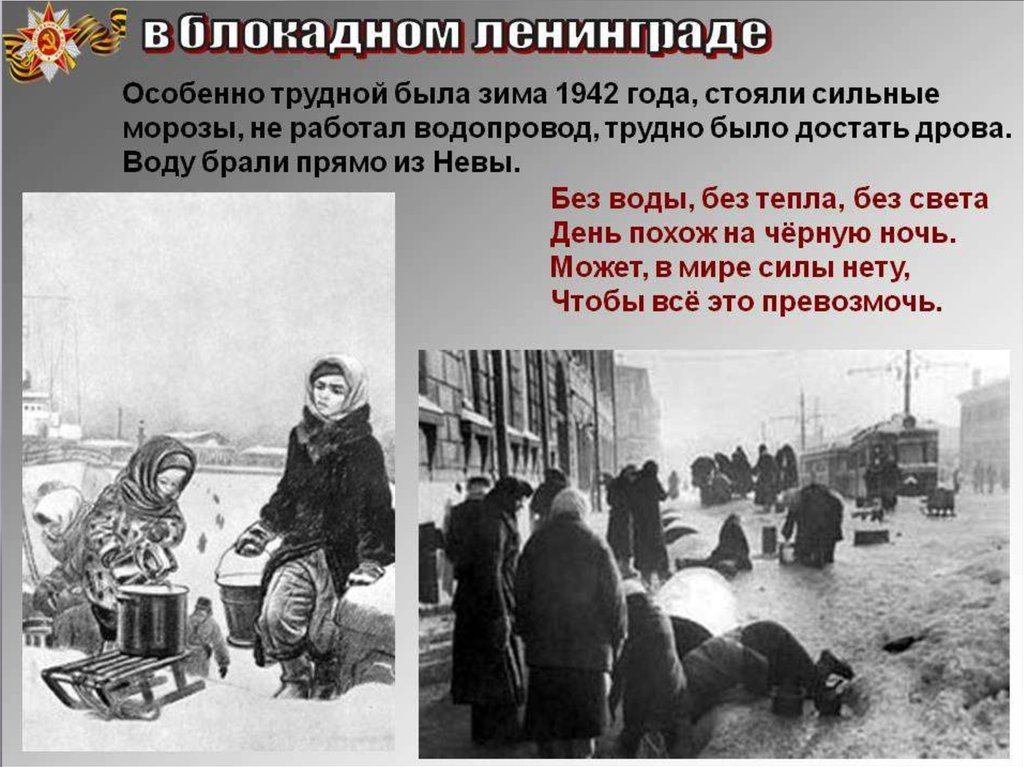 в блокадном ленинграде
Особенно трудной была зима 1942 года, стояли сильные
морозы, не работал водопровод, трудно было достать дрова.
Воду брали прямо из Невы.
Без воды, без тепла, без света
День похож на чёрную ночь.
Может, в мире силы нету,
Чтобы всё это превозмочь.